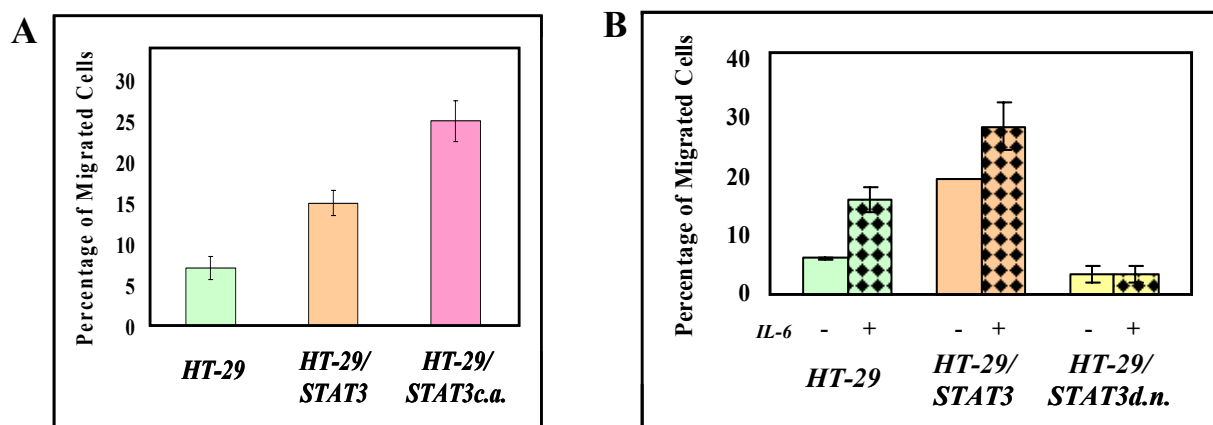 A
Percentage of Migrated Cells
30
25
20
15
10
5
0
HT-29
HT-29/
STAT3
HT-29/
STAT3c.a.
B
Percentage of Migrated Cells
40
30
20
10
0
IL-6 - + - + - +
HT-29
HT-29/
STAT3
HT-29/
STAT3d.n.